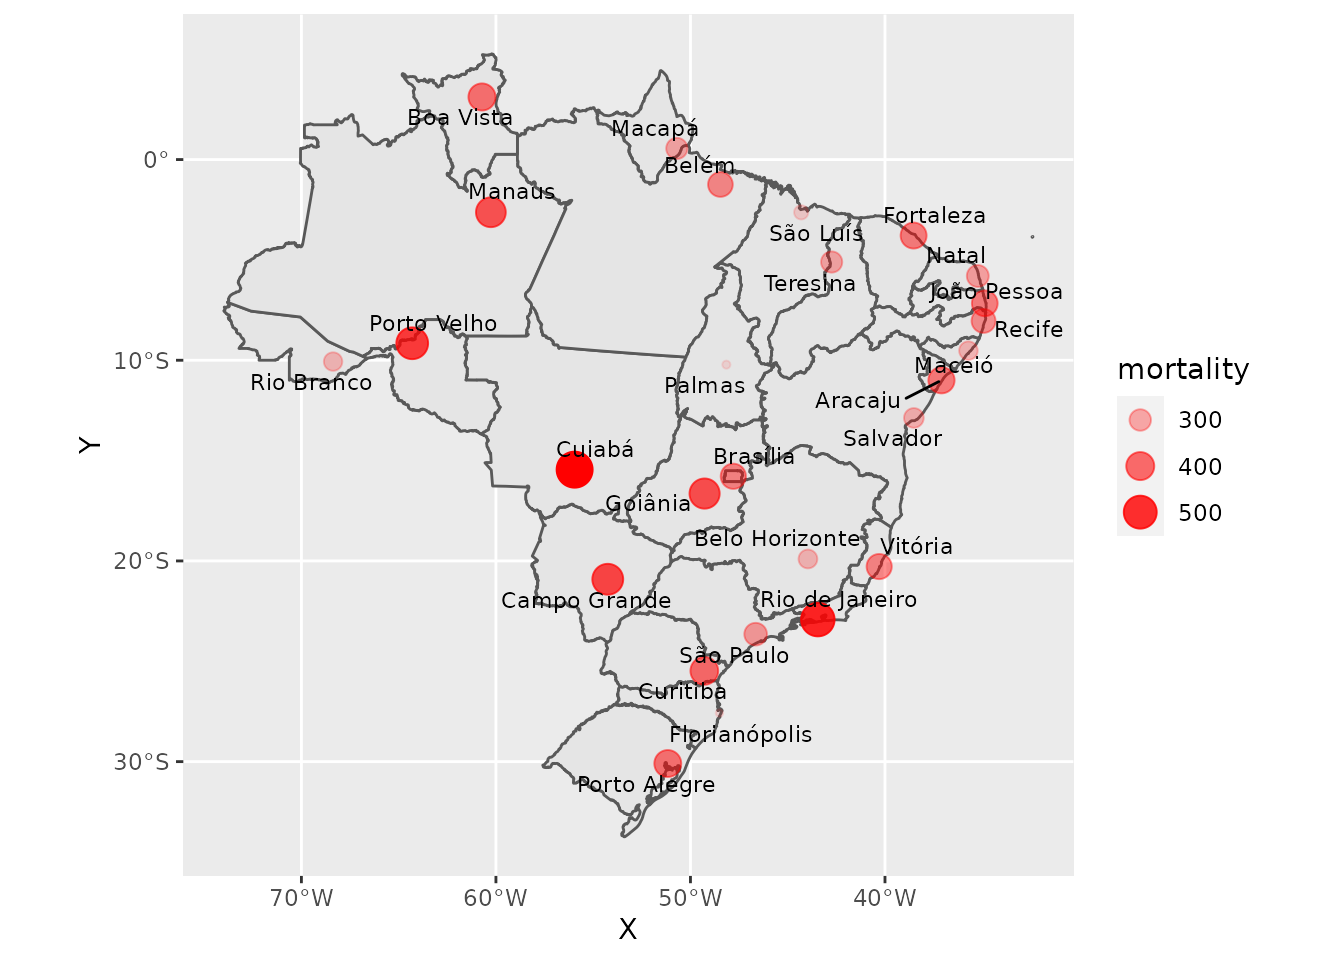 Boa Vista
Macapá
Belém
Manaus
São Luís
Fortaleza
Teresina
Natal
João Pessoa
Recife
Porto Velho
Rio Branco
Palmas
Maceió
Aracaju
Salvador
Cuiabá
Brasília
Goiânia
Belo Horizonte
Vitória
Campo Grande
Rio de Janeiro
São Paulo
Curitiba
Florianópolis
Porto Alegre
0°
10°S
20°S
30°S
Y
70°W 60°W 50°W 40°W
X
mortality
300
400
500